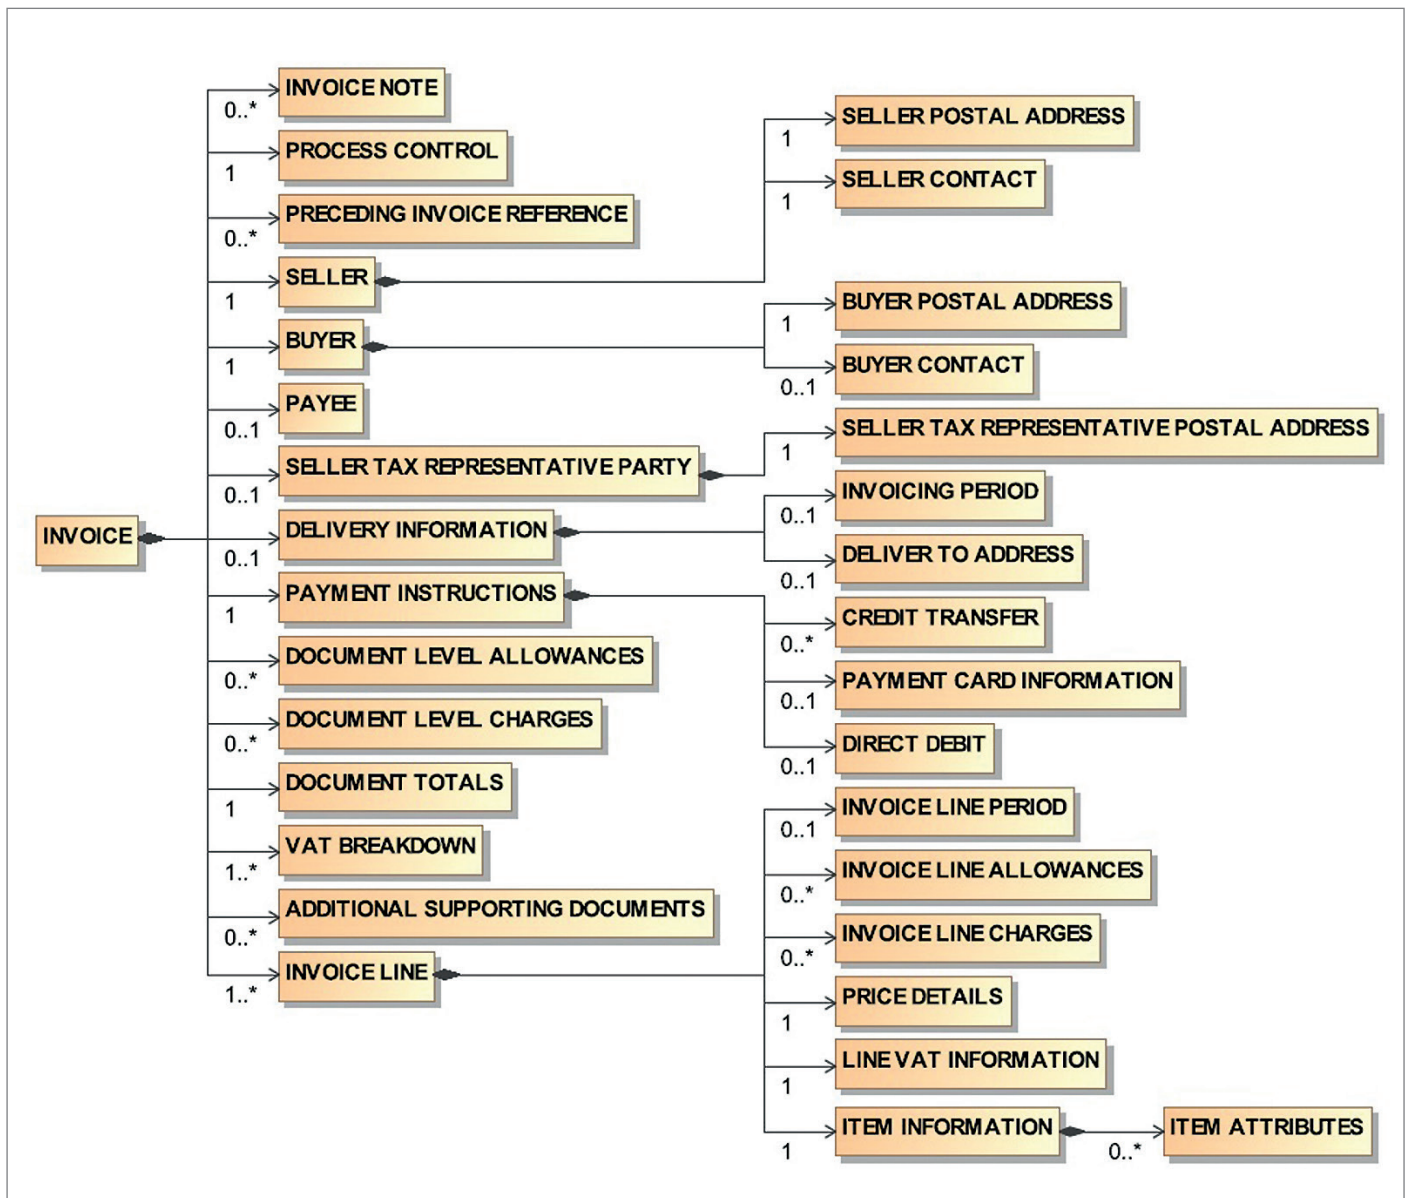 INVOICE
INVOICE NOTE
0..*
PROCESS CONTROL
1
PRECEDING INVOICE REFERENCE
0..*
SELLER
1
BUYER
1
PAYEE
0..1
SELLER TAX REPRESENTATIVE PARTY
0..1
DELIVERY INFORMATION
0..1
PAYMENT INSTRUCTIONS
1
DOCUMENT LEVEL ALLOWANCES
0..*
DOCUMENT LEVEL CHARGES
0..*
DOCUMENT TOTALS
1
VAT BREAKDOWN
1..*
ADDITIONAL SUPPORTING DOCUMENTS
0..*
INVOICE LINE
1..*
SELLER POSTAL ADDRESS
1
SELLER CONTACT
1
BUYER POSTAL ADDRESS
1
BUYER CONTACT
0..1
SELLER TAX REPRESENTATIVE POSTAL ADDRESS
1
INVOICING PERIOD
0..1
DELIVER TO ADDRESS
0..1
CREDIT TRANSFER
0..*
PAYMENT CARD INFORMATION
0..1
DIRECT DEBIT
0..1
INVOICE LINE PERIOD
0..1
INVOICE LINE ALLOWANCES
0..*
INVOICE LINE CHARGES
0..*
PRICE DETAILS
1
LINE VAT INFORMATION
1
ITEM INFORMATION
1
ITEM ATTRIBUTES
0..*